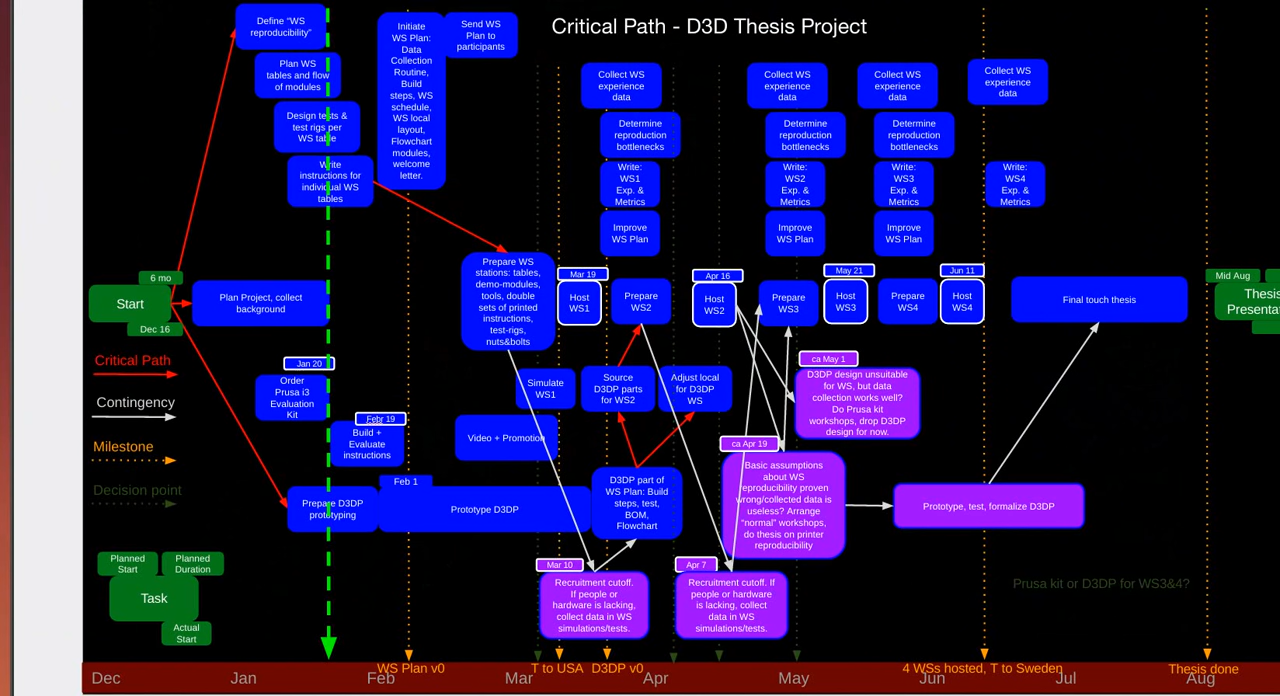 Critical Path - D3D Thesis Project
Define “WS
reproducibility”
Plan WS
tables and flow
of modules
Design tests &
test rigs per
WS table
Write
instructions for
individual WS
tables
Initiate
WS Plan:
Data
Collection
Routine,
Build
steps, WS
schedule,
WS local
layout,
Flowchart
modules,
welcome
letter.
Send WS
Plan to
participants
Collect WS
experience
data
Determine
reproduction
bottlenecks
Write:
WS1
Exp. &
Metrics
Improve
WS Plan
Collect WS
experience
data
Determine
reproduction
bottlenecks
Write:
WS2
Exp. &
Metrics
Improve
WS Plan
Collect WS
experience
data
Determine
reproduction
bottlenecks
Write:
WS3
Exp. &
Metrics
Improve
WS Plan
Collect WS
experience
data
Write:
WS4
Exp. &
Metrics
6 mo
Start
Dec 16
Plan Project, collect
background
Prepare WS
stations: tables,
demo-modules,
tools, double
sets of printed
instructions,
test-rigs,
nuts&bolts
Mar 19
Host
WS1
Prepare
WS2
Apr 16
Host
WS2
Prepare
WS3
May 21
Host
WS3
Prepare
WS4
Jun 11
Host
WS4
Final touch thesis
Mid Aug
Thesis
Presentat
Critical Path
Contingency
Milestone
Decision point
Jan 20
Order
Prusa i3
Evaluation
Kit
Febr 19
Build +
Evaluate
instructions
Simulate
WS1
Video + Promotion
Source
D3DP parts
for WS2
Adjust local
for D3DP
WS
ca May 1
D3DP design unsuitable
for WS, but data
collection works well?
Do Prusa kit
workshops, drop D3DP
design for now.
Prepare D3DP
prototyping
Feb 1
Prototype D3DP
D3DP part of
WS Plan: Build
steps, test,
BOM,
Flowchart
ca Apr 19
Basic assumptions
about WS
reproducibility proven
wrong/collected data is
useless? Arrange
“normal” workshops,
do thesis on printer
reproducibility
Prototype, test, formalize D3DP
Planned
Start
Planned
Duration
Task
Actual
Start
Mar 10
Recruitment cutoff.
If people or
hardware is lacking,
collect data in WS
simulations/tests.
Apr 7
Recruitment cutoff. If
people or hardware
is lacking, collect
data in WS
simulations/tests.
Prusa kit or D3DP for WS3&4?
WS Plan v0
T to USA
D3DP v0
4 WSs hosted, T to Sweden
Thesis done
Dec
Jan
Feb
Mar
Apr
May
Jun
Jul
Aug